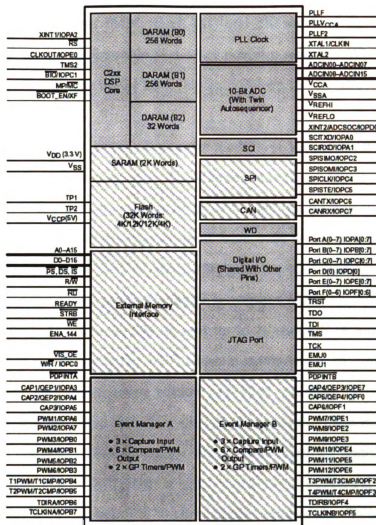 XINT1/IOPA2
RS
CLKOUT/IOPE0
TMS2
BIO/IOPC1
MP/MC
BOOT_EN/XF
VDD (3.3 V)
VSS
TP1
TP2
VCCP(5V)
A0–A15
D0–D15
PS, DS, IS
R/W
RD
READY
STRB
WE
ENA_144
VIS_OE
W/R / IOPC0
PDPINTA
CAP1/QEP1/IOPA3
CAP2/QEP2/IOPA4
CAP3/IOPA5
PWM1/IOPA6
PWM2/IOPA7
PWM3/IOPB0
PWM4/IOPB1
PWM5/IOPB2
PWM6/IOPB3
T1PWM/T1CMP/IOPB4
T2PWM/T2CMP/IOPB5
TDIRA/IOPB6
TCLKINA/IOPB7
C2xx
DSP
Core
DARAM (B0)
256 Words
DARAM (B1)
256 Words
DARAM (B2)
32 Words
SARAM (2K Words)
Flash
(32K Words:
4K/12K/12K/4K)
External Memory
Interface
Event Manager A
● 3 × Capture Input
● 6 × Compare/PWM
Output
● 2 × GP Timers/PWM
PLL Clock
10-Bit ADC
(With Twin
Autosequencer)
SCI
SPI
CAN
WD
Digital I/O
(Shared With Other
Pins)
JTAG Port
Event Manager B
● 3 × Capture Input
● 6 × Compare/PWM
Output
● 2 × GP Timers/PWM
PLLF
PLLVCCA
PLLF2
XTAL1/CLKIN
XTAL2
ADCIN00–ADCIN07
ADCIN08–ADCIN15
VCCA
VSSA
VREFHI
VREFLO
XINT2/ADCSOC/IOPD0
SCITXD/IOPA0
SCIRXD/IOPA1
SPISIMO/IOPC2
SPISOMI/IOPC3
SPICLK/IOPC4
SPISTE/IOPC5
CANTX/IOPC6
CANRX/IOPC7
Port A(0–7) IOPA[0:7]
Port B(0–7) IOPB[0:7]
Port C(0–7) IOPC[0:7]
Port D(0) IOPD[0]
Port E(0–7) IOPE[0:7]
Port F(0–6) IOPF[0:6]
TRST
TDO
TDI
TMS
TCK
EMU0
EMU1
PDPINTB
CAP4/QEP3/IOPE7
CAP5/QEP4/IOPF0
CAP6/IOPF1
PWM7/IOPE1
PWM8/IOPE2
PWM9/IOPE3
PWM10/IOPE4
PWM11/IOPE5
PWM12/IOPE6
T3PWM/T3CMP/IOPF2
T4PWM/T4CMP/IOPF3
TDIRB/IOPF4
TCLKINB/IOPF5